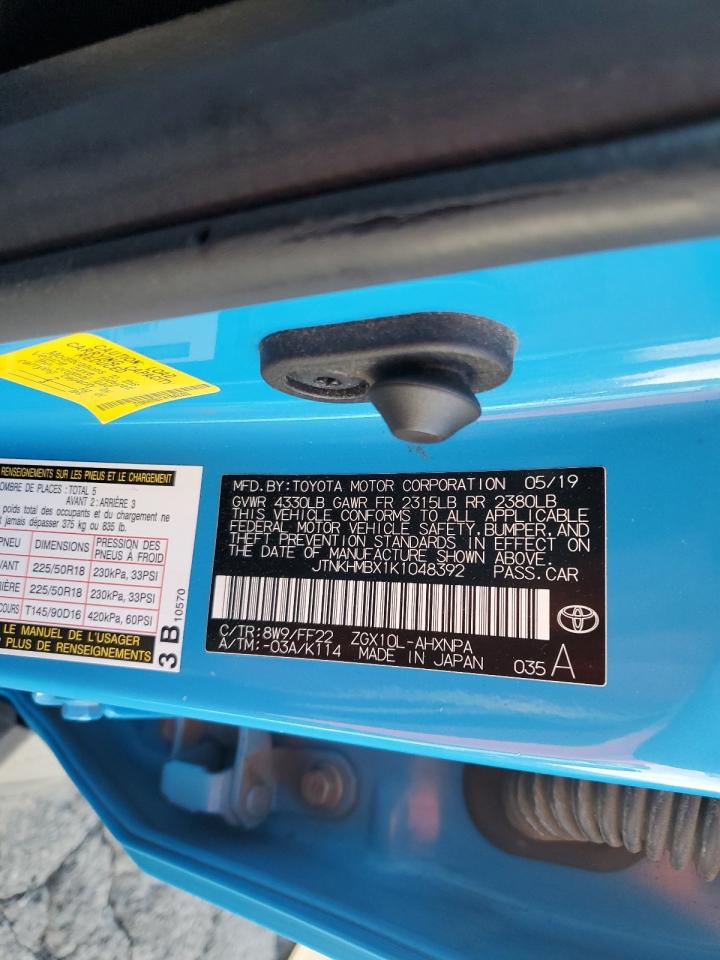 CAUTION
RENSEIGNEMENTS SUR LES PNEUS ET LE CHARGEMENT
OMBRE DE PLACES :TOTAL 5
AVANT 2: ARRIÈRE 3
poids total des occupants et du chargement ne
t jamais dépasser 375 kg ou 835 lb.
PNEU DIMENSIONS PRESSION DES PNEUS À FROID
VANT 225/50R18 230kPa, 33PSI
RIÈRE 225/50R18 230kPa, 33PSI
COURS T145/90D16 420kPa, 60PSI
LE MANUEL DE L'USAGER
PLUS DE RENSEIGNEMENTS
3 B 10570
MFD.BY:TOYOTA MOTOR CORPORATION 05/19
GVWR 4330LB GAWR FR 2315LB RR 2380LB
THIS VEHICLE CONFORMS TO ALL APPLICABLE
FEDERAL MOTOR VEHICLE SAFETY,BUMPER,AND
THEFT PREVENTION STANDARDS IN EFFECT ON
THE DATE OF MANUFACTURE SHOWN ABOVE.
JTNKHMBX1K1048392 PASS.CAR
C/TR:8W9/FF22 ZGX10L-AHXNPA
A/TM:-03A/K114 MADE IN JAPAN 035 A